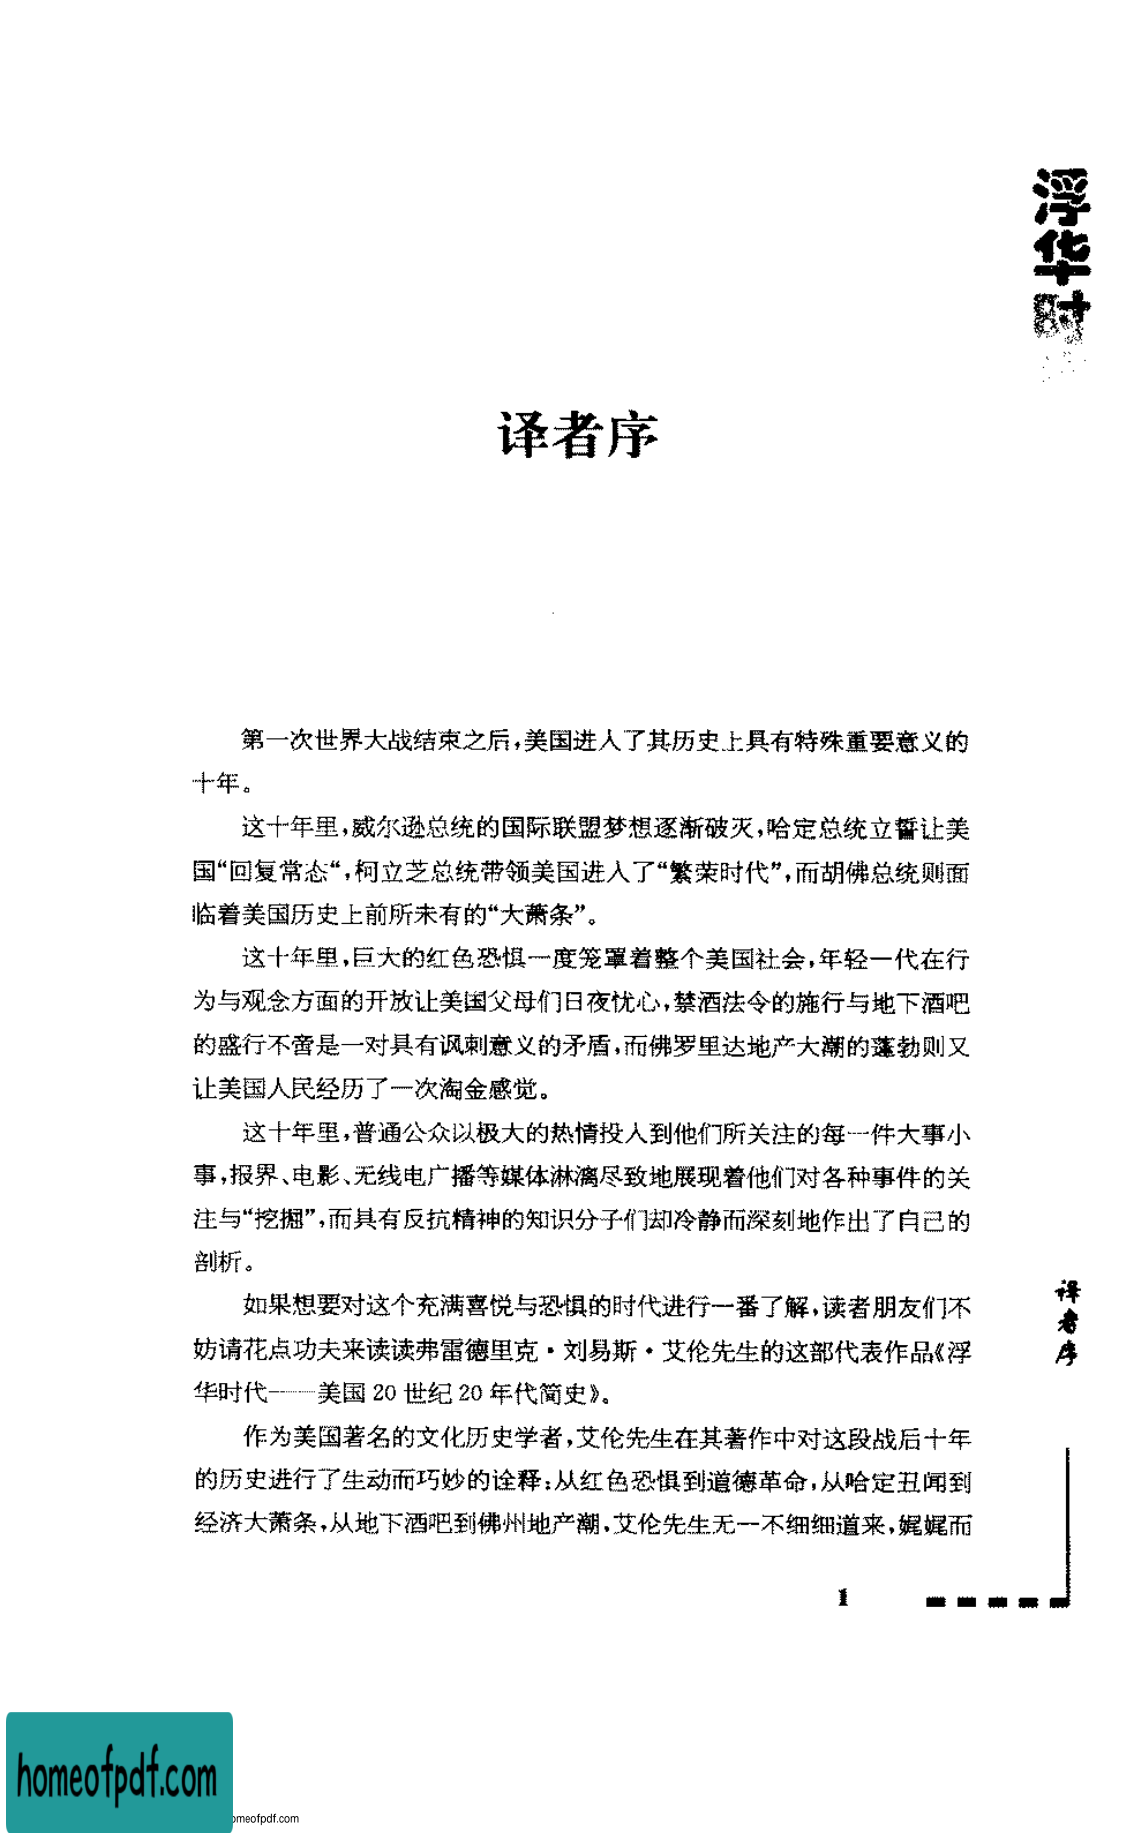 浮华时
译者序
第一次世界大战结束之后,美国进入了其历史上具有特殊重要意义的
十年。
这十年里,威尔逊总统的国际联盟梦想逐渐破灭,哈定总统立誓让美
国“回复常态“,柯立芝总统带领美国进入了“繁荣时代”,而胡佛总统则面
临着美国历史上前所未有的“大萧条”。
这十年里,巨大的红色恐惧一度笼罩着整个美国社会,年轻一代在行
为与观念方面的开放让美国父母们日夜忧心,禁酒法令的施行与地下酒吧
的盛行不啻是一对具有讽刺意义的矛盾,而佛罗里达地产大潮的蓬勃则又
让美国人民经历了一次淘金感觉。
这十年里,普通公众以极大的热情投入到他们所关注的每一件大事小
事,报界、电影、无线电广播等媒体淋漓尽致地展现着他们对各种事件的关
注与“挖掘”,而具有反抗精神的知识分子们却冷静而深刻地作出了自己的
剖析。
如果想要对这个充满喜悦与恐惧的时代进行一番了解,读者朋友们不
妨请花点功夫来读读弗雷德里克·刘易斯·艾伦先生的这部代表作品《浮
华时代——美国20世纪20年代简史》。
作为美国著名的文化历史学者,艾伦先生在其著作中对这段战后十年
的历史进行了生动而巧妙的诠释:从红色恐惧到道德革命,从哈定丑闻到
经济大萧条,从地下酒吧到佛州地产潮,艾伦先生无一不细细道来,娓娓而
译者序
1
homeofpdf.com
omeofpdf.com